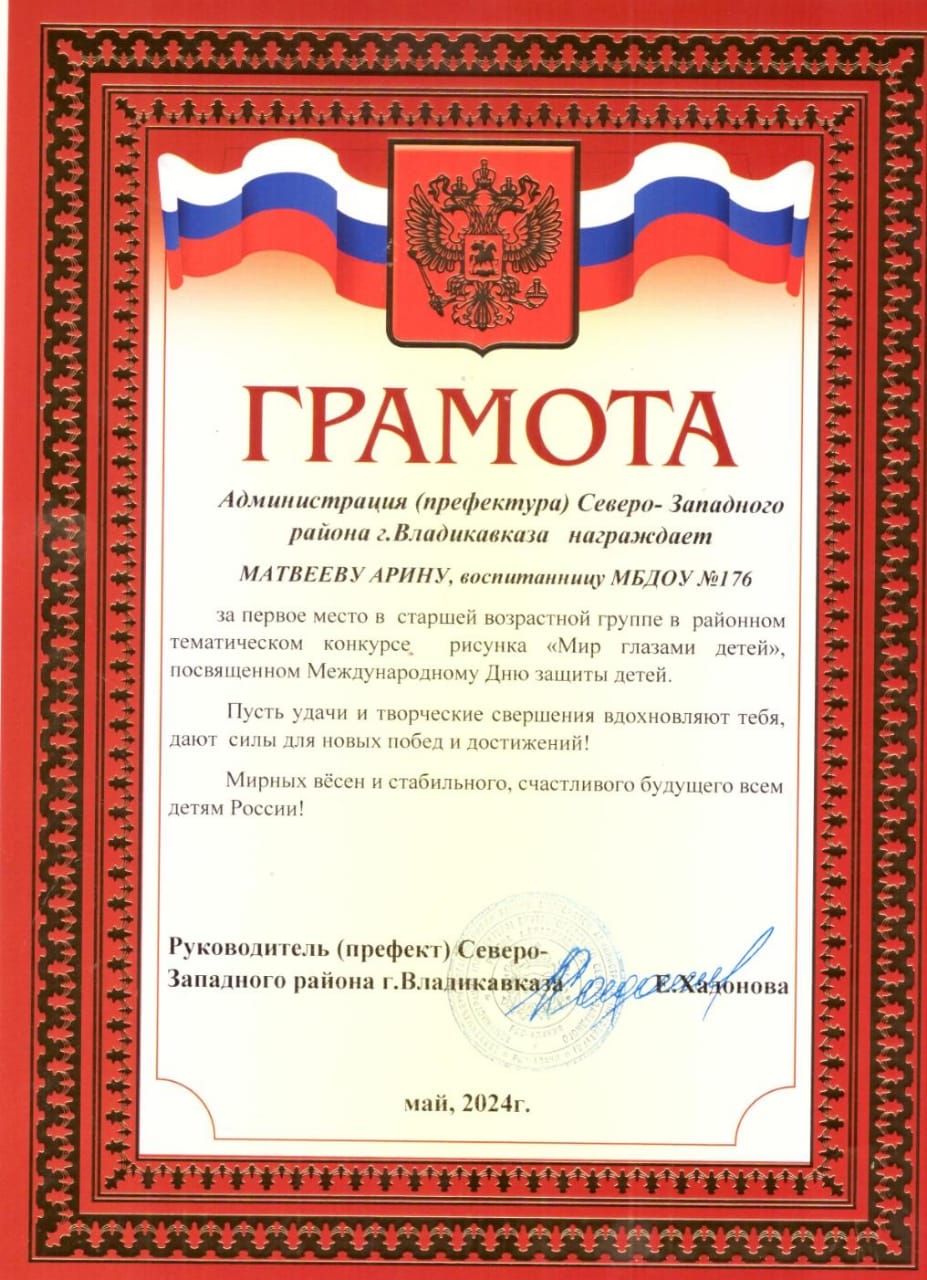 ГРАМОТА
Администрация (префектура) Северо- Западного
района г.Владикавказа награждает
МАТВЕЕВУ АРИНУ, воспитанницу МБДОУ №176
за первое место в старшей возрастной группе в районном
тематическом конкурсе рисунка «Мир глазами детей»,
посвященном Международному Дню защиты детей.
Пусть удачи и творческие свершения вдохновляют тебя,
дают силы для новых побед и достижений!
Мирных вёсен и стабильного, счастливого будущего всем
детям России!
Руководитель (префект) Северо-
Западного района г.Владикавказа Е.Хадонова
май, 2024г.